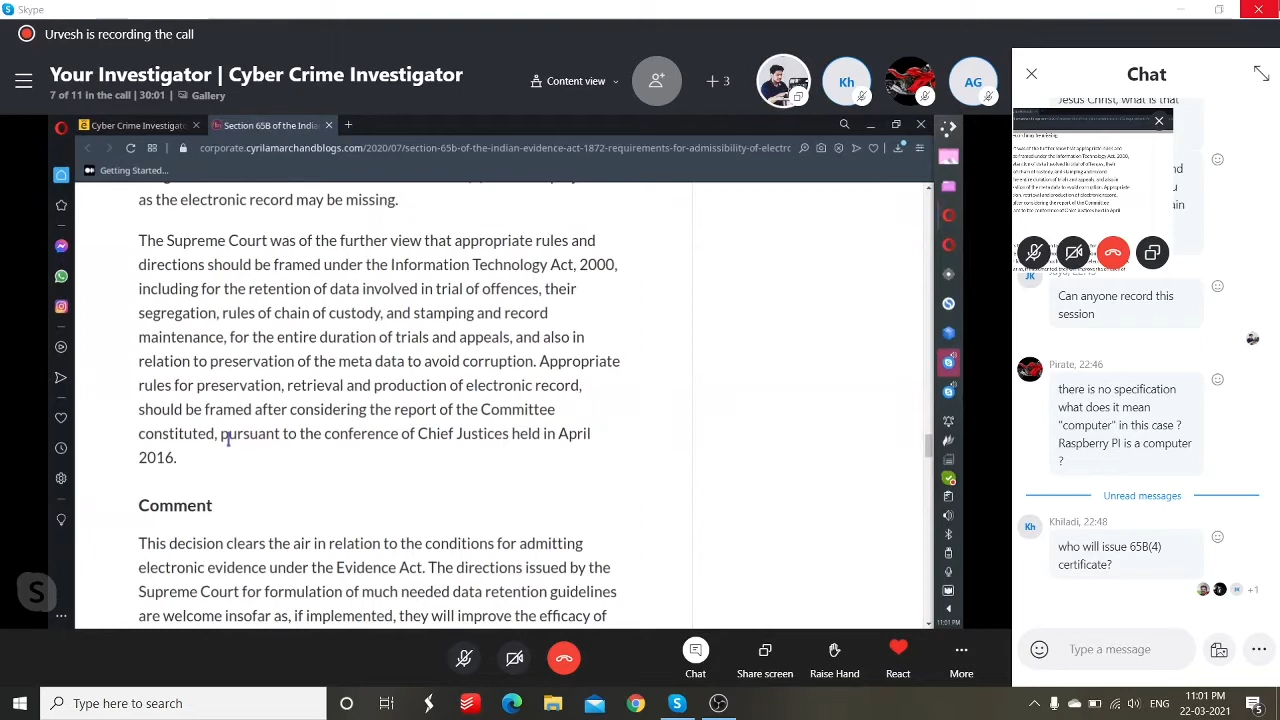 Skype
Urvesh is recording the call
Your Investigator | Cyber Crime Investigator
7 of 11 in the call | 30:01 | Gallery
Content view
+3
Kh
AG
Cyber Crime Investigat
Section 65B of the Ind
corporate.cyrilamarchandblogs.com/2020/07/section-65b-of-the-indian-evidence-act-1872-requirements-for-admissibility-of-electro
Getting Started...
as the electronic record may be missing.
The Supreme Court was of the further view that appropriate rules and
directions should be framed under the Information Technology Act, 2000,
including for the retention of data involved in trial of offences, their
segregation, rules of chain of custody, and stamping and record
maintenance, for the entire duration of trials and appeals, and also in
relation to preservation of the meta data to avoid corruption. Appropriate
rules for preservation, retrieval and production of electronic record,
should be framed after considering the report of the Committee
constituted, pursuant to the conference of Chief Justices held in April
2016.
Comment
This decision clears the air in relation to the conditions for admitting
electronic evidence under the Evidence Act. The directions issued by the
Supreme Court for formulation of much needed data retention guidelines
are welcome insofar as, if implemented, they will improve the efficacy of
11:01 PM
Chat
Share screen
Raise Hand
React
More
Chat
Jesus Christ, what is that
JK
Can anyone record this
session
Pirate, 22:46
there is no specification
what does it mean
"computer" in this case ?
Raspberry PI is a computer
?
Unread messages
Kh
Khiladi, 22:48
who will issue 65B(4)
certificate?
+1
Type a message
Type here to search
ENG
11:01 PM
22-03-2021
5